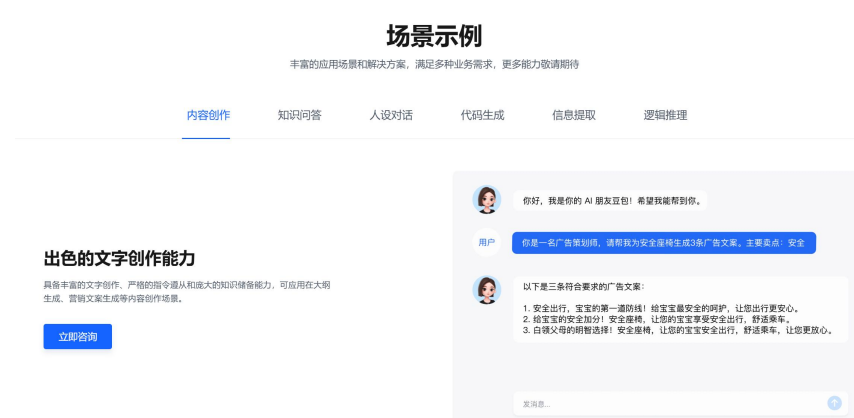 场景示例
丰富的应用场景和解决方案，满足多种业务需求，更多能力敬请期待
内容创作
知识问答
人设对话
代码生成
信息提取
逻辑推理
出色的文字创作能力
具备丰富的文字创作、严格的指令遵从和庞大的知识储备能力，可应用在大纲
生成、营销文案生成等内容创作场景。
立即咨询
你好，我是你的 AI 朋友豆包！希望我能帮到你。
用户
你是一名广告策划师，请帮我为安全座椅生成3条广告文案。主要卖点：安全
以下是三条符合要求的广告文案：
1. 安全出行，宝宝的第一道防线！给宝宝最安全的呵护，让您出行更安心。
2. 给宝宝的安全加分！安全座椅，让您的宝宝享受安全出行，舒适乘车。
3. 白领父母的明智选择！安全座椅，让您的宝宝安全出行，舒适乘车，让您更放心。
发消息...